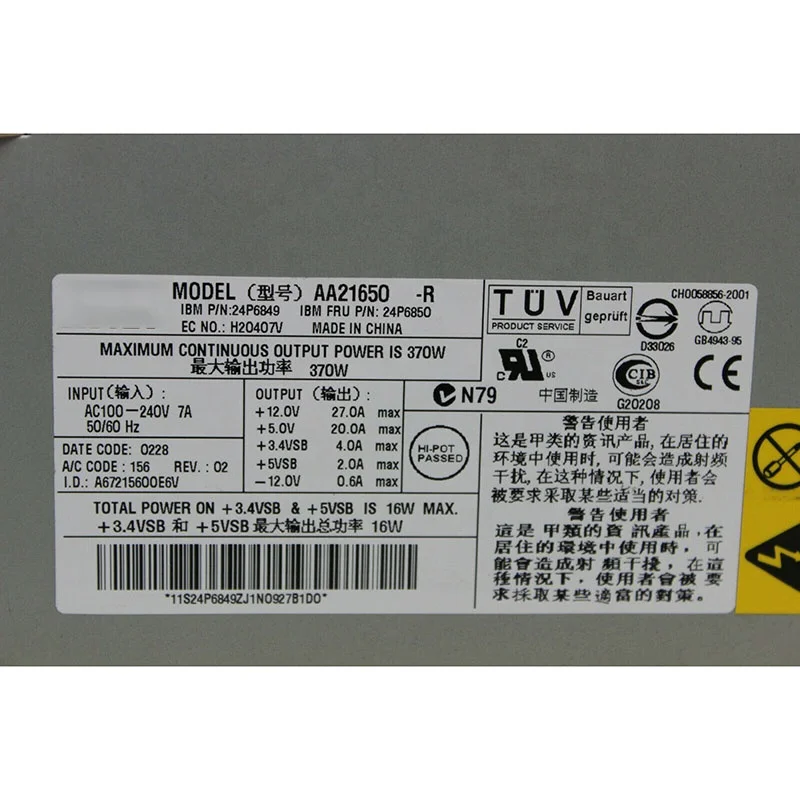 MODEL (型号) AA21650 -R
IBM P/N:24P6849 IBM FRU P/N: 24P6850
EC NO.: H20407V MADE IN CHINA
MAXIMUM CONTINUOUS OUTPUT POWER IS 370W
最大输出功率 370W
INPUT(输入):
AC100-240V 7A
50/60 Hz
DATE CODE: 0228
A/C CODE : 156 REV. : 02
I.D.: A67215600E6V
OUTPUT (输出):
+12.0V 27.0A max
+5.0V 20.0A max
+3.4VSB 4.0A max
+5VSB 2.0A max
-12.0V 0.6A max
HI-POT
PASSED
TOTAL POWER ON +3.4VSB & +5VSB IS 16W MAX.
+3.4VSB 和 +5VSB 最大输出总功率 16W
*11S24P6849ZJ1N0927B1D0*
TÜV
PRODUCT SERVICE
Bauart
geprüft
D33026
CH0058856-2001
GB4943-95
C2
UL
®
US
CIB
G20208
CE
N79
中国制造
警告使用者
这是甲类的资讯产品,在居住的
环境中使用时,可能会造成射频
干扰,在这种情况下,使用者会
被要求采取某些适当的对策.
警告使用者
這是甲類的資訊產品,在
居住的環境中使用時,可
能會造成射頻干擾,在這
種情況下,使用者會被要
求採取某些適當的對策。